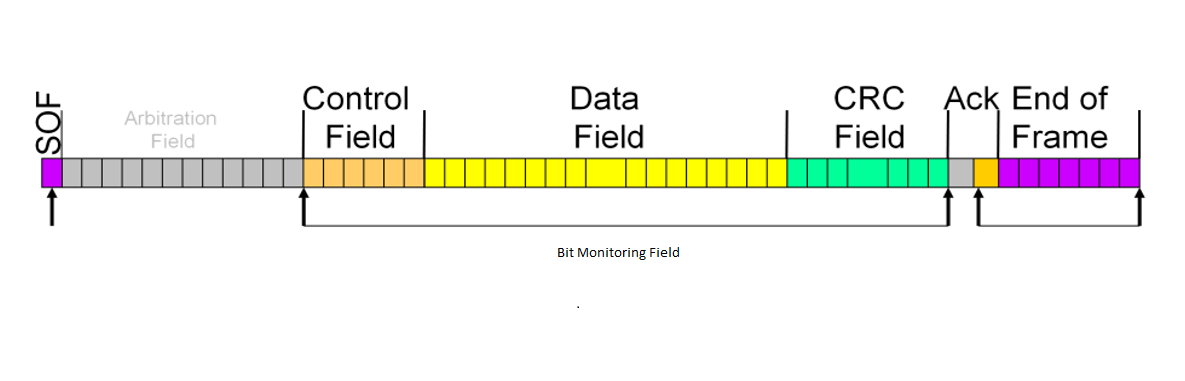 SOF
Arbitration
Field
Control
Field
Data
Field
CRC
Field
Ack
End of
Frame
Bit Monitoring Field
.